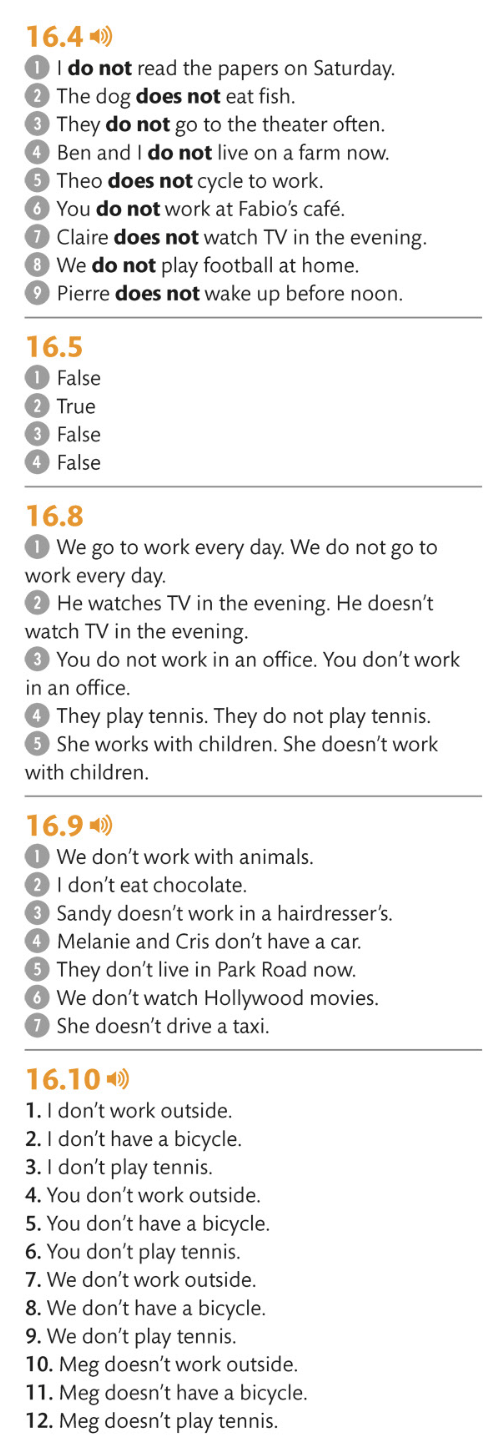 16.4
1 I do not read the papers on Saturday.
2 The dog does not eat fish.
3 They do not go to the theater often.
4 Ben and I do not live on a farm now.
5 Theo does not cycle to work.
6 You do not work at Fabio’s café.
7 Claire does not watch TV in the evening.
8 We do not play football at home.
9 Pierre does not wake up before noon.
16.5
1 False
2 True
3 False
4 False
16.8
1 We go to work every day. We do not go to
work every day.
2 He watches TV in the evening. He doesn’t
watch TV in the evening.
3 You do not work in an office. You don’t work
in an office.
4 They play tennis. They do not play tennis.
5 She works with children. She doesn’t work
with children.
16.9
1 We don’t work with animals.
2 I don’t eat chocolate.
3 Sandy doesn’t work in a hairdresser’s.
4 Melanie and Cris don’t have a car.
5 They don’t live in Park Road now.
6 We don’t watch Hollywood movies.
7 She doesn’t drive a taxi.
16.10
1. I don’t work outside.
2. I don’t have a bicycle.
3. I don’t play tennis.
4. You don’t work outside.
5. You don’t have a bicycle.
6. You don’t play tennis.
7. We don’t work outside.
8. We don’t have a bicycle.
9. We don’t play tennis.
10. Meg doesn’t work outside.
11. Meg doesn’t have a bicycle.
12. Meg doesn’t play tennis.